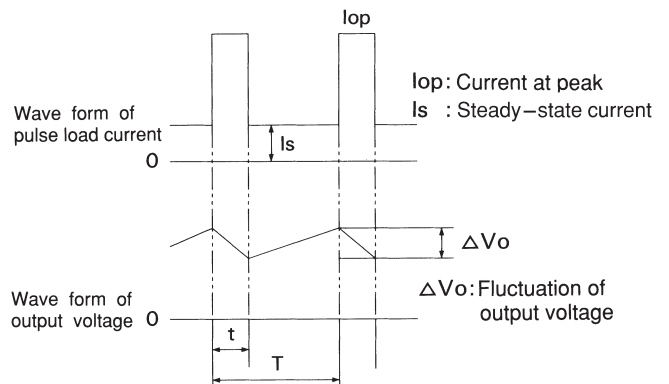 Iop
Iop: Current at peak
Is : Steady-state current
Wave form of
pulse load current
0
Is
△Vo
△Vo: Fluctuation of
output voltage
Wave form of
output voltage
0
t
T